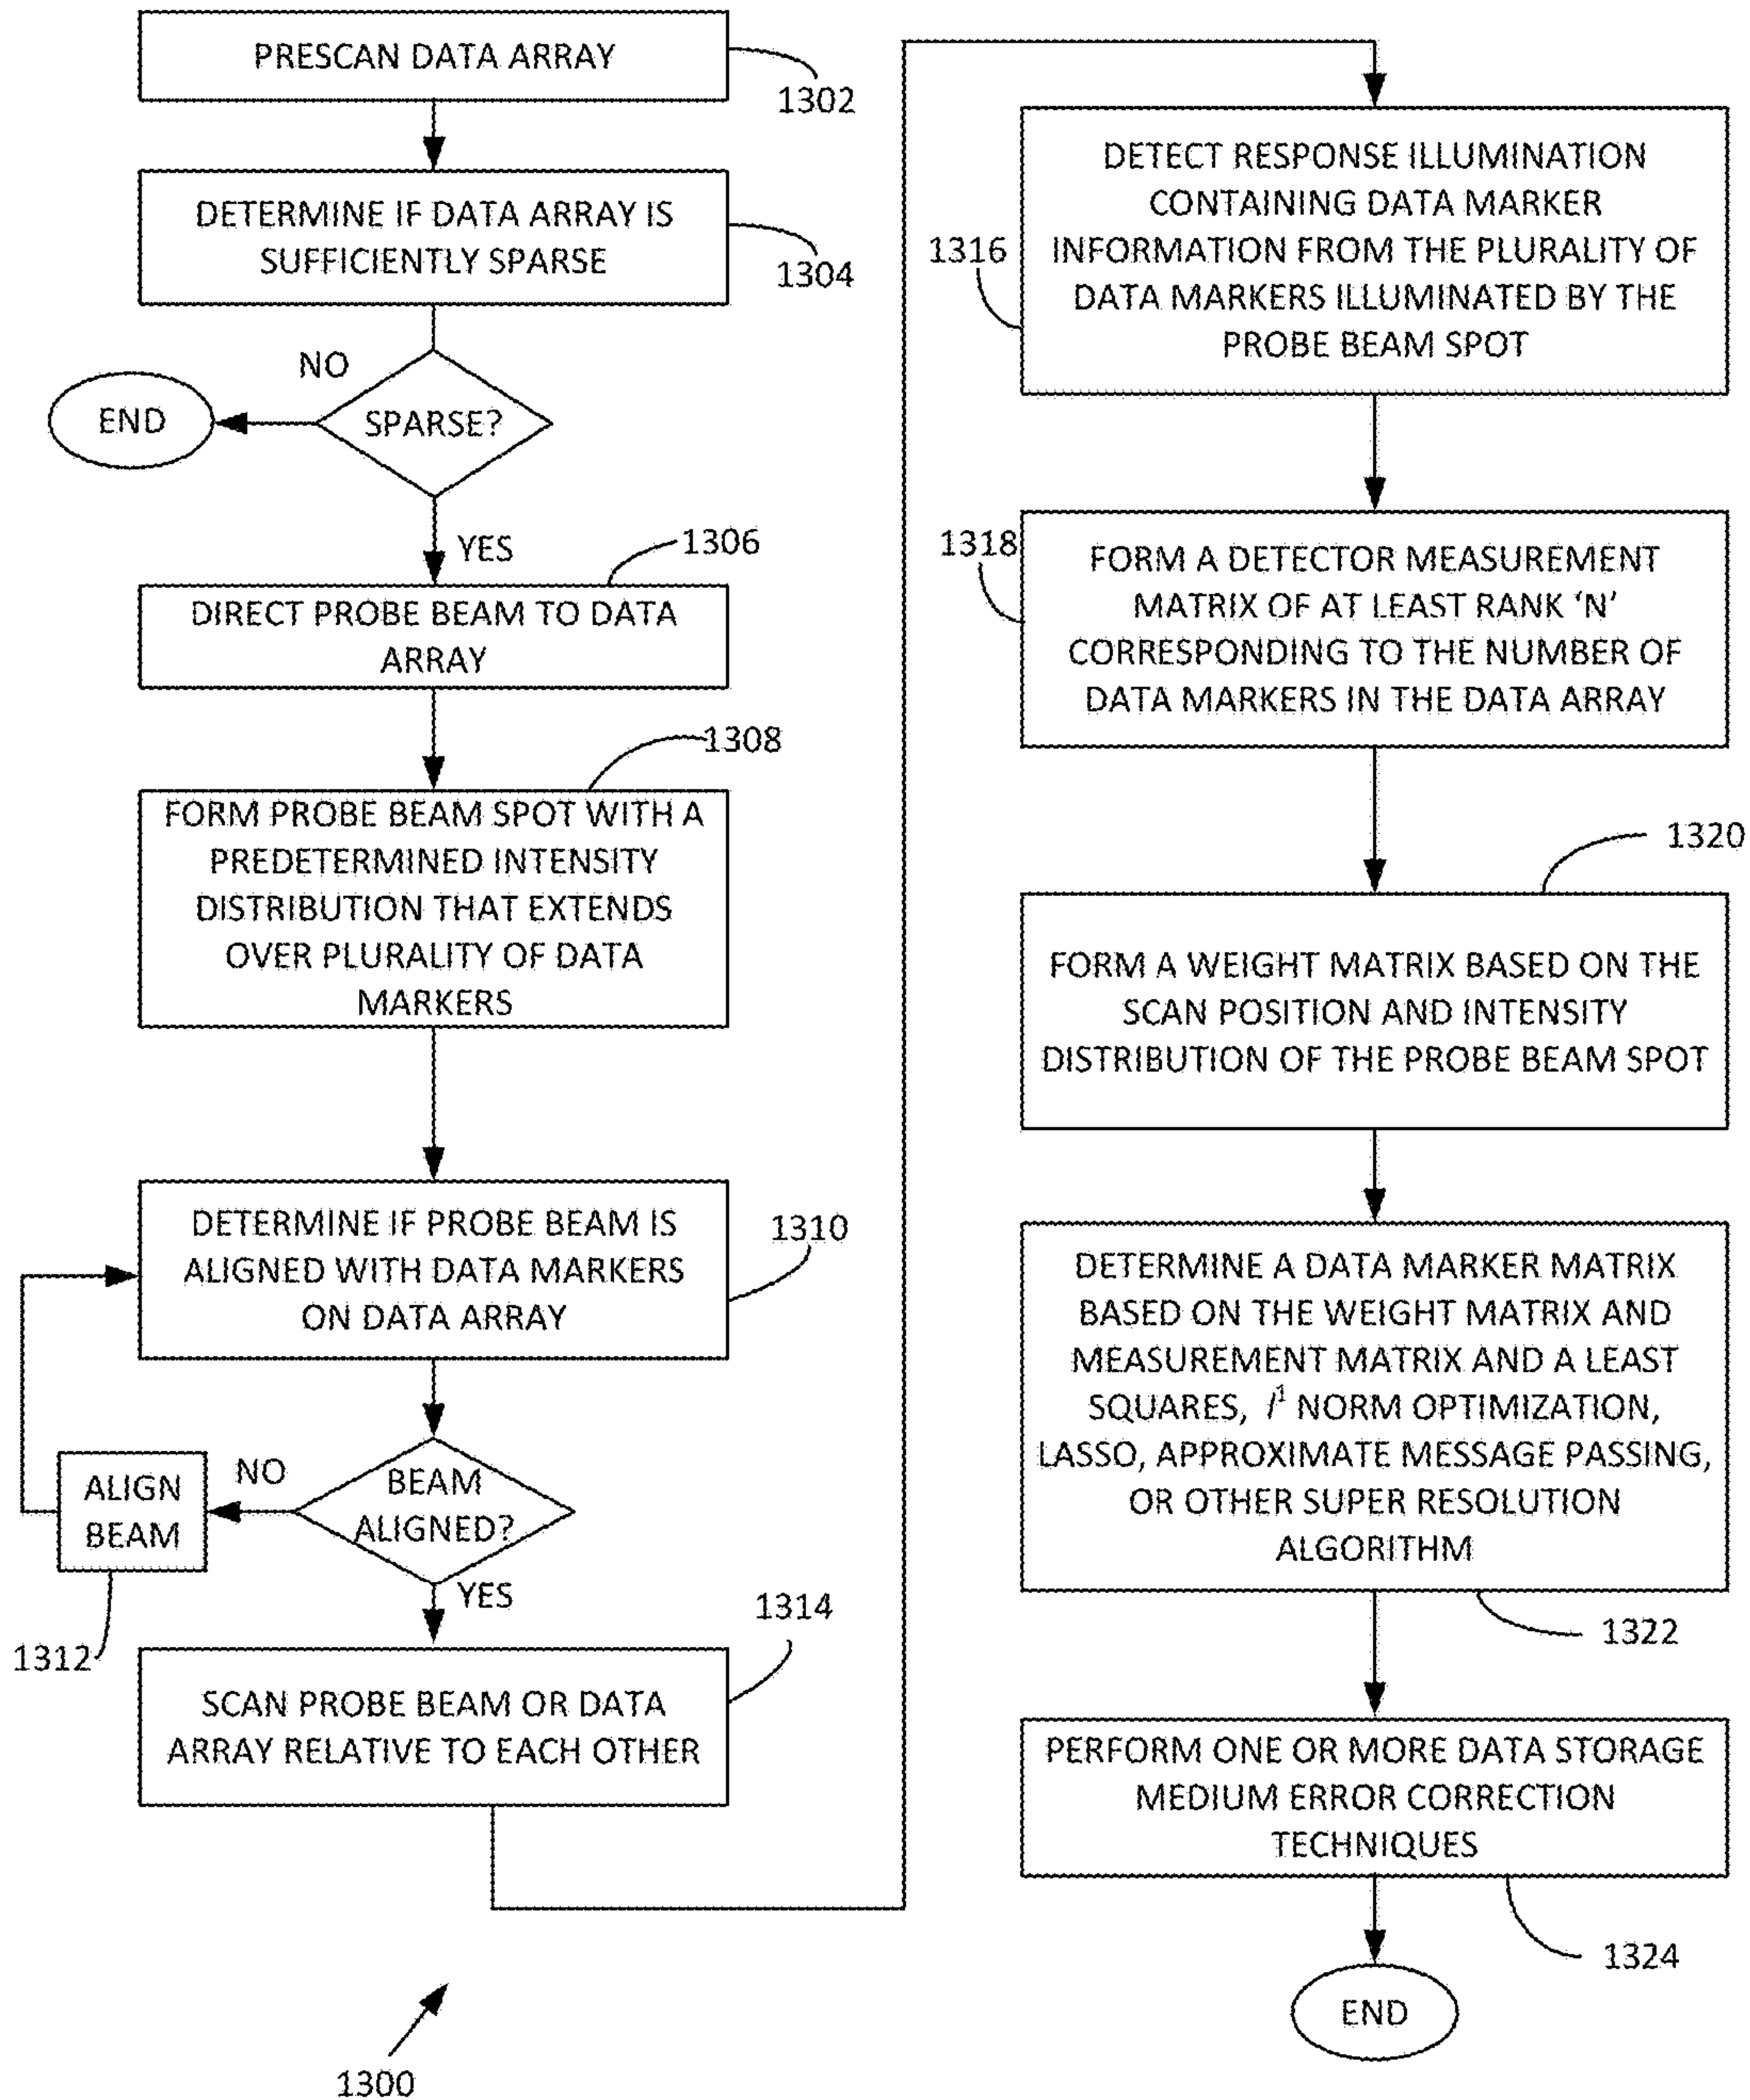 PRESCAN DATA ARRAY
1302
DETERMINE IF DATA ARRAY IS
SUFFICIENTLY SPARSE
1304
NO
SPARSE?
END
YES
1306
DIRECT PROBE BEAM TO DATA
ARRAY
1308
FORM PROBE BEAM SPOT WITH A
PREDETERMINED INTENSITY
DISTRIBUTION THAT EXTENDS
OVER PLURALITY OF DATA
MARKERS
DETERMINE IF PROBE BEAM IS
ALIGNED WITH DATA MARKERS
ON DATA ARRAY
1310
ALIGN
BEAM
NO
BEAM
ALIGNED?
YES
1312
1314
SCAN PROBE BEAM OR DATA
ARRAY RELATIVE TO EACH OTHER
1300
DETECT RESPONSE ILLUMINATION
CONTAINING DATA MARKER
INFORMATION FROM THE PLURALITY OF
DATA MARKERS ILLUMINATED BY THE
PROBE BEAM SPOT
1316
1318
FORM A DETECTOR MEASUREMENT
MATRIX OF AT LEAST RANK ‘N’
CORRESPONDING TO THE NUMBER OF
DATA MARKERS IN THE DATA ARRAY
1320
FORM A WEIGHT MATRIX BASED ON THE
SCAN POSITION AND INTENSITY
DISTRIBUTION OF THE PROBE BEAM SPOT
DETERMINE A DATA MARKER MATRIX
BASED ON THE WEIGHT MATRIX AND
MEASUREMENT MATRIX AND A LEAST
SQUARES, l¹ NORM OPTIMIZATION,
LASSO, APPROXIMATE MESSAGE PASSING,
OR OTHER SUPER RESOLUTION
ALGORITHM
1322
PERFORM ONE OR MORE DATA STORAGE
MEDIUM ERROR CORRECTION
TECHNIQUES
1324
END